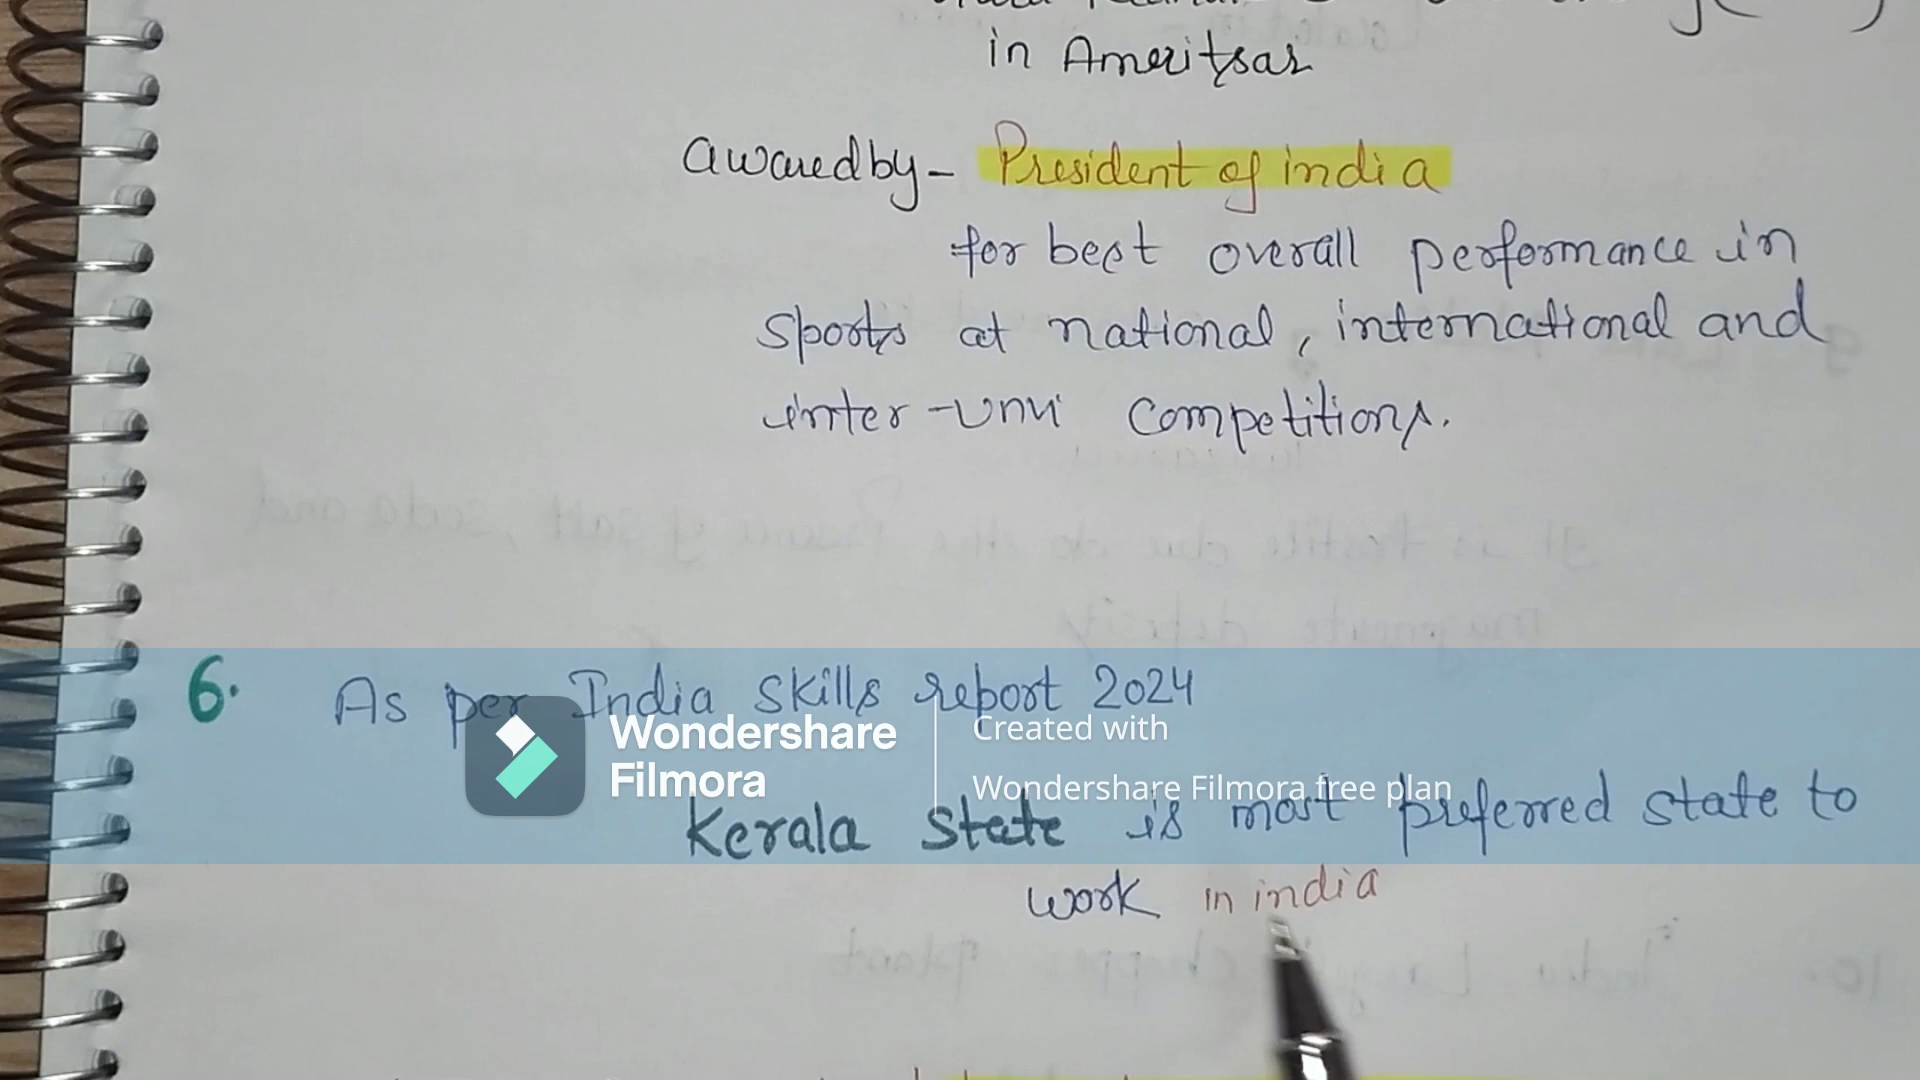 in Ameritsar
awaredby - President of india
for best overall performance in
sports at national, international and
inter-Uni competitions.
6. As per India skills report 2024
Wondershare Filmora
Created with
Wondershare Filmora free plan
Kerala State is most preferred state to
work in india